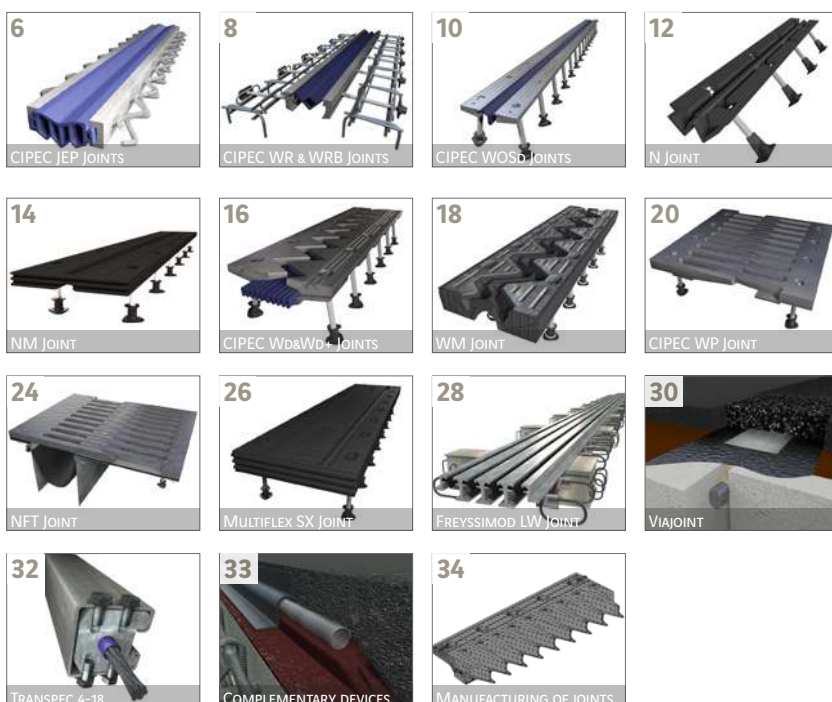 6
CIPEC JEP JOINTS
8
CIPEC WR & WRB JOINTS
10
CIPEC WOSD JOINTS
12
N JOINT
14
NM JOINT
16
CIPEC WD&WD+ JOINTS
18
WM JOINT
20
CIPEC WP JOINT
24
NFT JOINT
26
MULTIFLEX SX JOINT
28
FREYSSIMOD LW JOINT
30
VIAJOINT
32
TRANSPEC 4-18
33
COMPLEMENTARY DEVICES
34
MANUFACTURING OF JOINTS